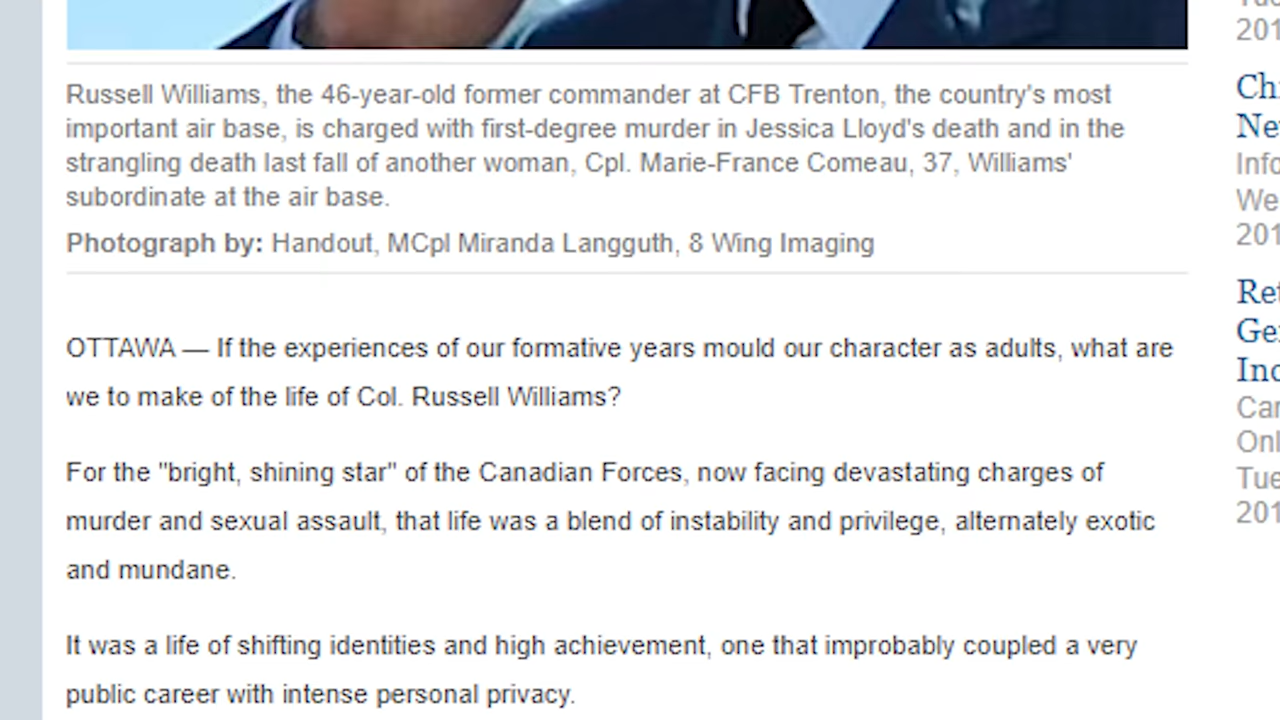 Russell Williams, the 46-year-old former commander at CFB Trenton, the country's most
important air base, is charged with first-degree murder in Jessica Lloyd's death and in the
strangling death last fall of another woman, Cpl. Marie-France Comeau, 37, Williams'
subordinate at the air base.
Photograph by: Handout, MCpl Miranda Langguth, 8 Wing Imaging
OTTAWA — If the experiences of our formative years mould our character as adults, what are
we to make of the life of Col. Russell Williams?
For the "bright, shining star" of the Canadian Forces, now facing devastating charges of
murder and sexual assault, that life was a blend of instability and privilege, alternately exotic
and mundane.
It was a life of shifting identities and high achievement, one that improbably coupled a very
public career with intense personal privacy.